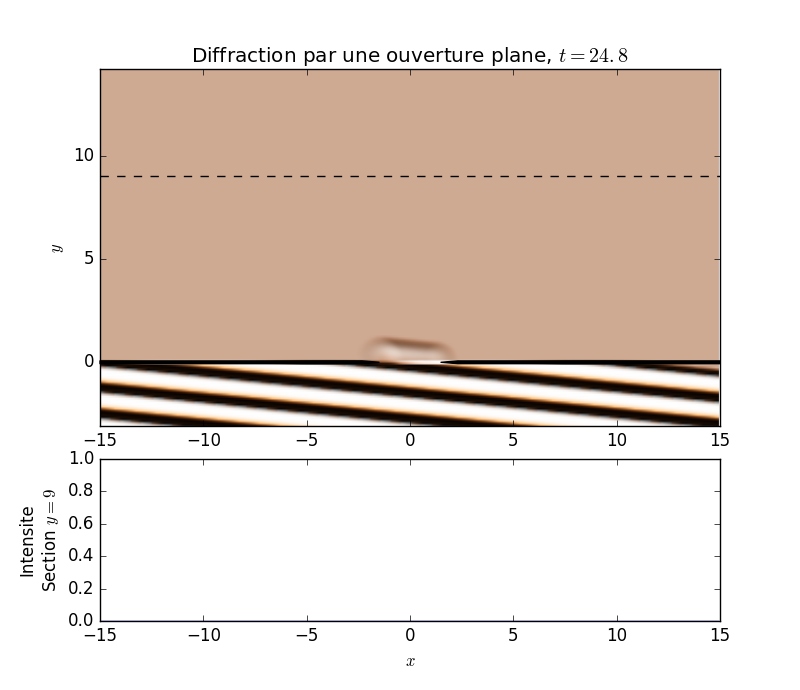 Diffraction par une ouverture plane, t = 24.8
10
5
0
y
−15 −10 −5 0 5 10 15
1.0
0.8
0.6
0.4
0.2
0.0
Intensite
Section y = 9
−15 −10 −5 0 5 10 15
x